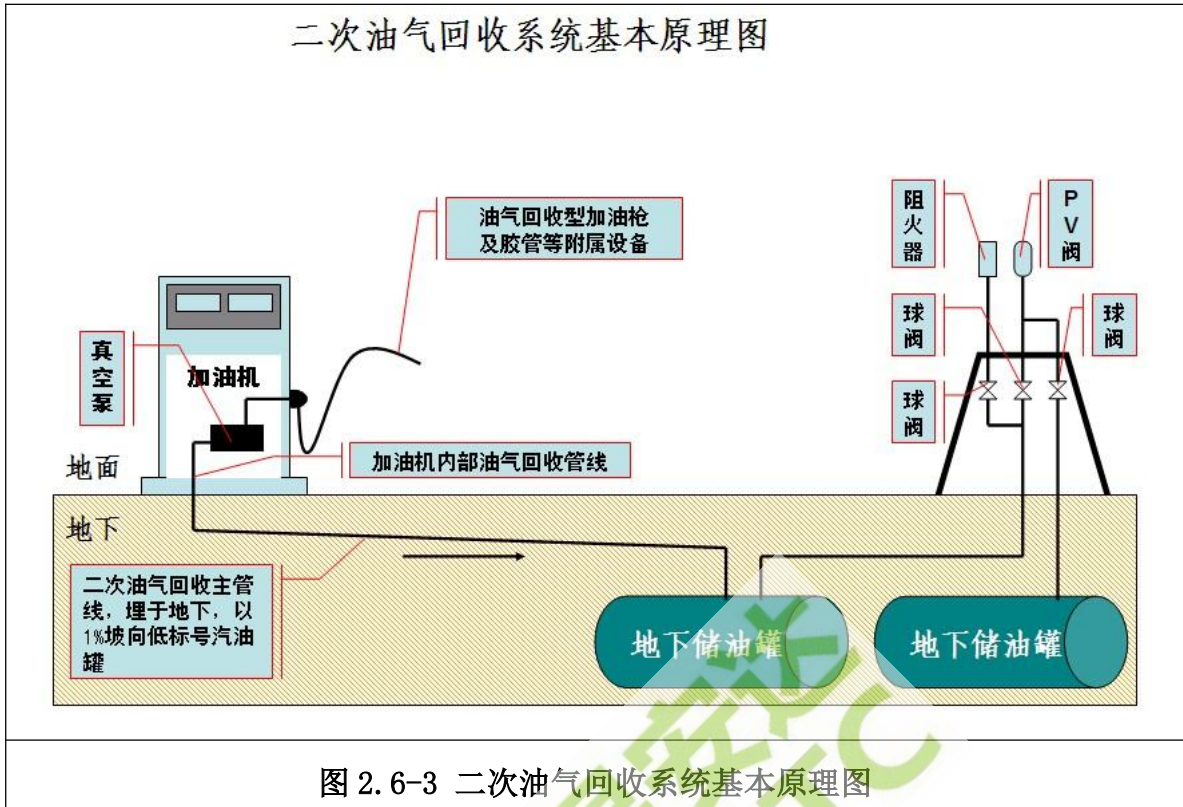 二次油气回收系统基本原理图
油气回收型加油枪
及胶管等附属设备
阻
火
器
P
V
阀
真
空
泵
加油机
球
阀
球
阀
球
阀
加油机内部油气回收管线
地面
地下
二次油气回收主管
线，埋于地下，以
1%坡向低标号汽油
罐
地下储油罐
地下储油罐
图 2.6-3 二次油气回收系统基本原理图